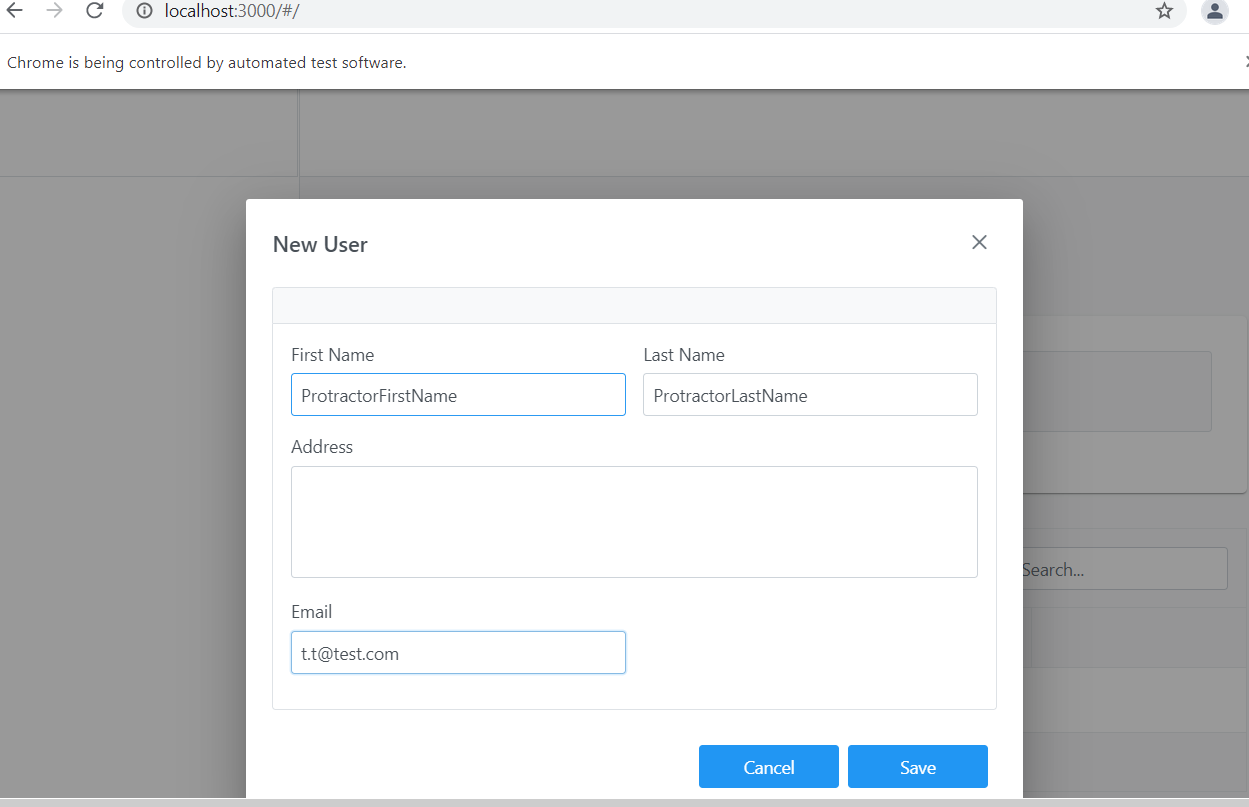 localhost:3000/#/
Chrome is being controlled by automated test software.
New User
First Name
Last Name
ProtractorFirstName
ProtractorLastName
Address
Search...
Email
t.t@test.com
Cancel
Save